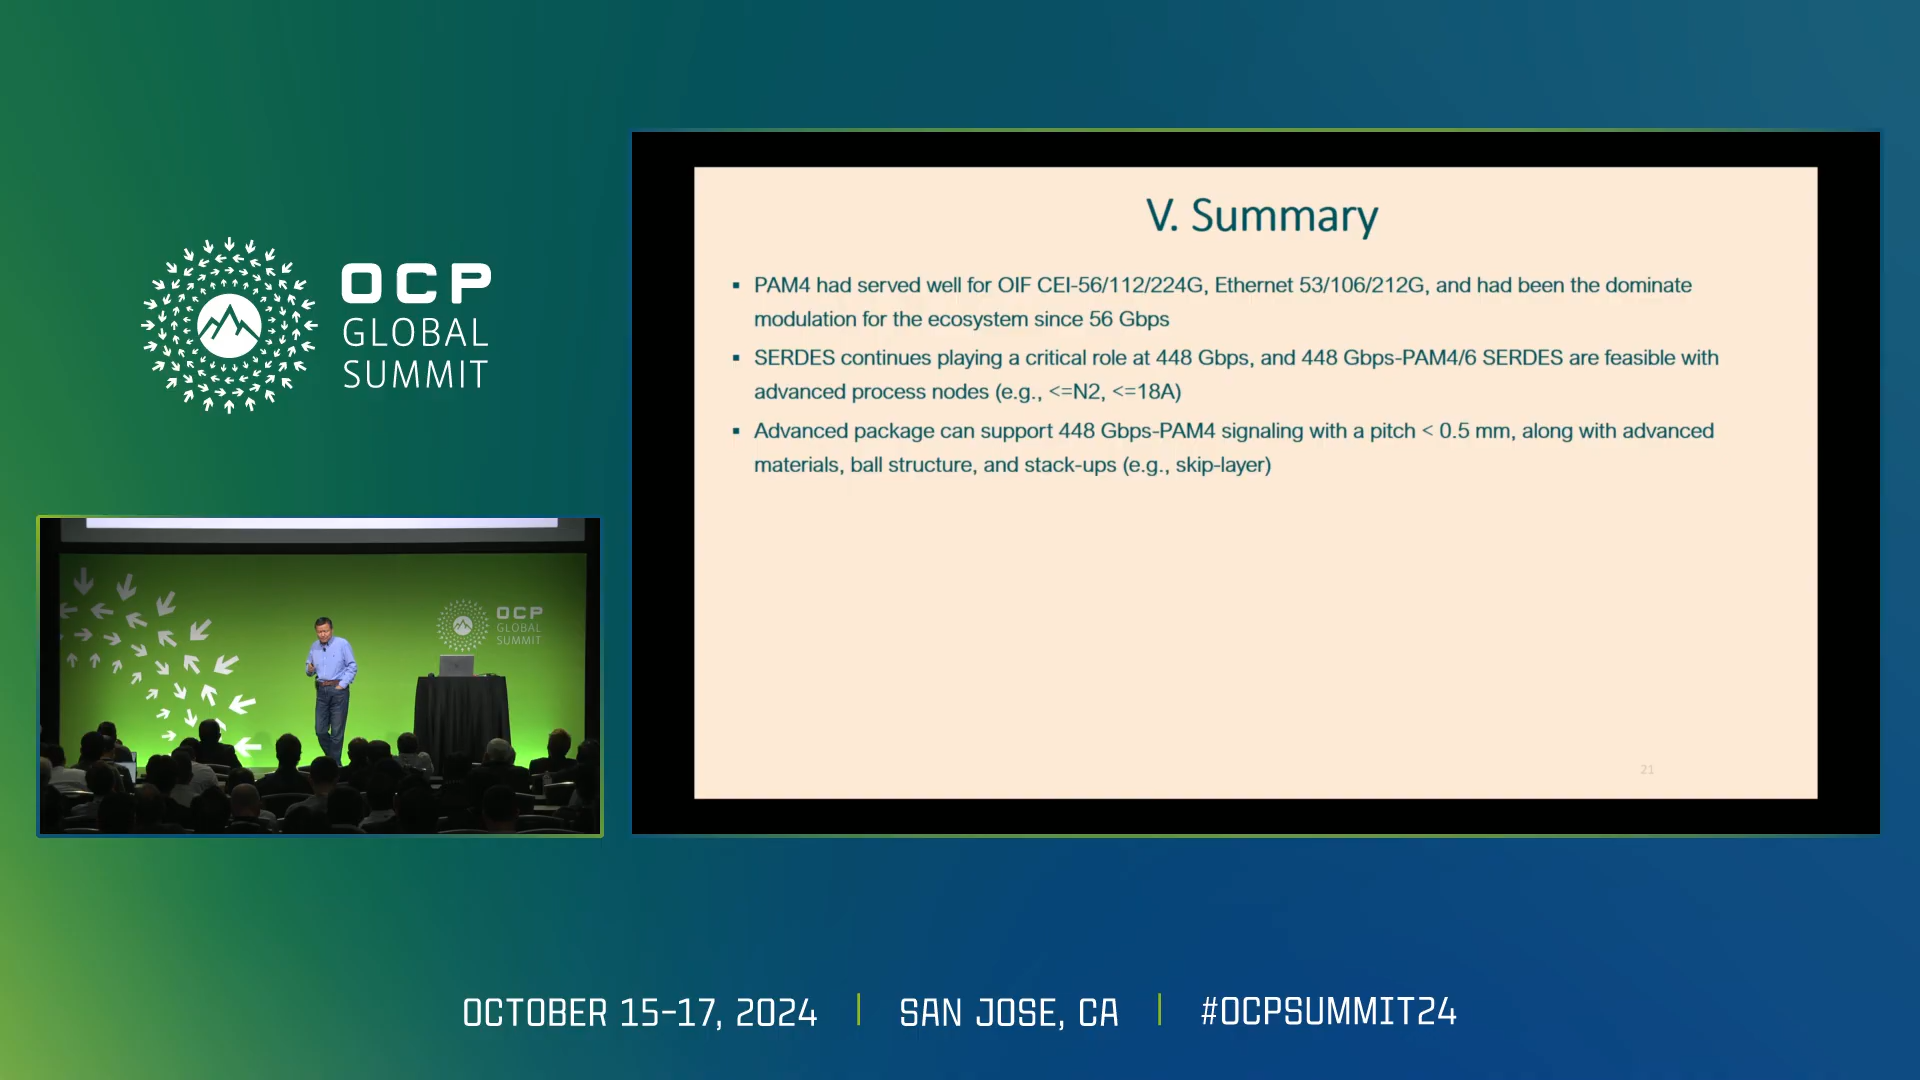 OCP
GLOBAL
SUMMIT
V. Summary
▪ PAM4 had served well for OIF CEI-56/112/224G, Ethernet 53/106/212G, and had been the dominate
modulation for the ecosystem since 56 Gbps
▪ SERDES continues playing a critical role at 448 Gbps, and 448 Gbps-PAM4/6 SERDES are feasible with
advanced process nodes (e.g., <=N2, <=18A)
▪ Advanced package can support 448 Gbps-PAM4 signaling with a pitch < 0.5 mm, along with advanced
materials, ball structure, and stack-ups (e.g., skip-layer)
21
OCP
GLOBAL
SUMMIT
OCTOBER 15-17, 2024 | SAN JOSE, CA | #OCPSUMMIT24